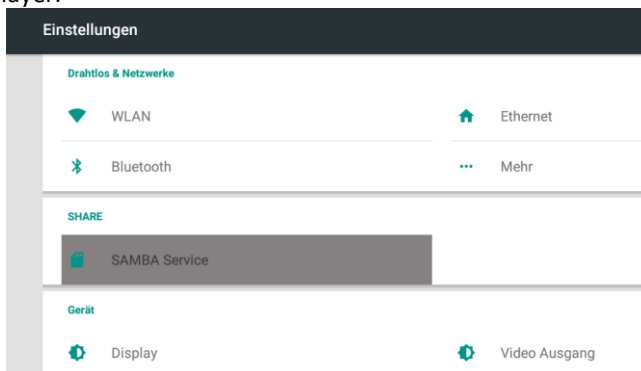 Einstellungen
Drahtlos & Netzwerke
WLAN
Ethernet
Bluetooth
Mehr
SHARE
SAMBA Service
Gerät
Display
Video Ausgang